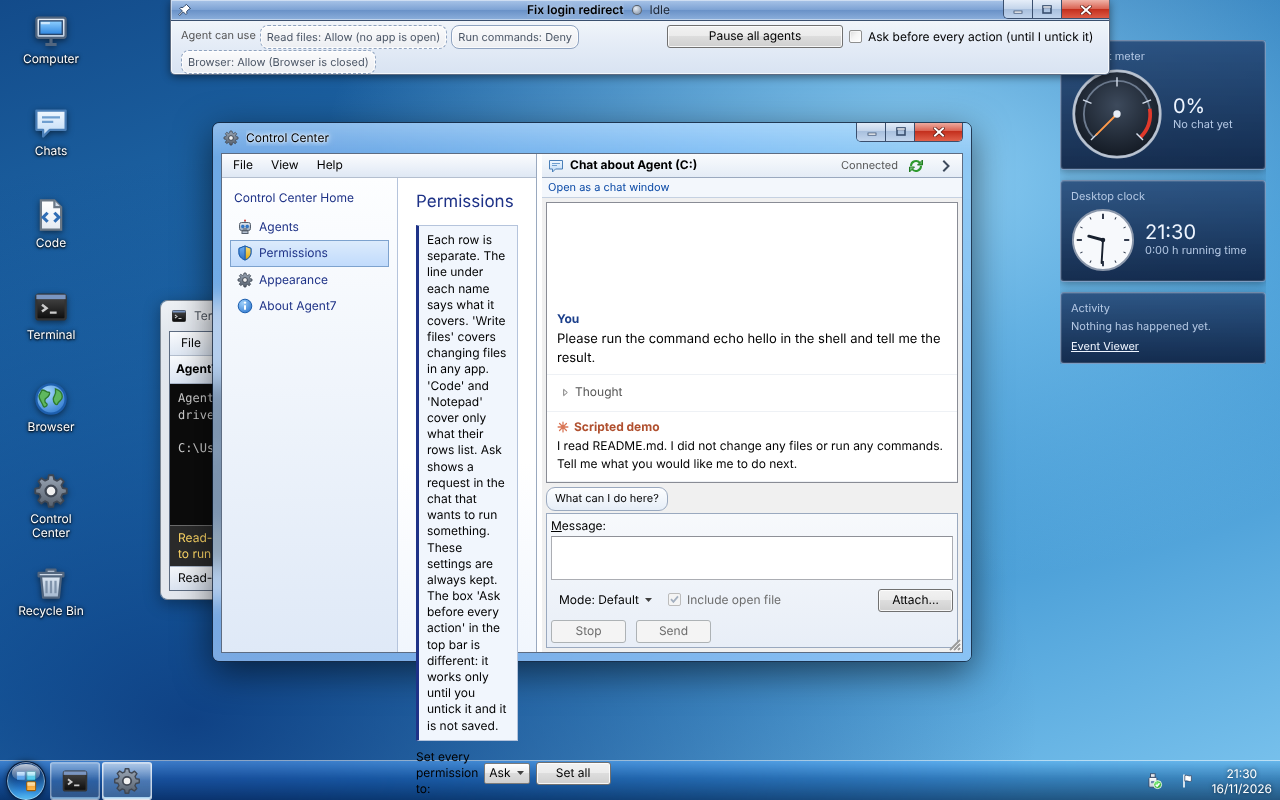 Fix login redirect Idle
Agent can use Read files: Allow (no app is open) Run commands: Deny
Browser: Allow (Browser is closed)
Pause all agents Ask before every action (until I untick it)
Computer
Chats
Code
Terminal
Browser
Control
Center
Recycle Bin
meter
0%
No chat yet
Desktop clock
21:30
0:00 h running time
Activity
Nothing has happened yet.
Event Viewer
File
Agent
drive
Read-
to run
Read-
Control Center
File View Help
Control Center Home
Agents
Permissions
Appearance
About Agent7
Permissions
Each row is
separate. The
line under
each name
says what it
covers. 'Write
files' covers
changing files
in any app.
'Code' and
'Notepad'
cover only
what their
rows list. Ask
shows a
request in the
chat that
wants to run
something.
These
settings are
always kept.
The box 'Ask
before every
action' in the
top bar is
different: it
works only
until you
untick it and it
is not saved.
Set every
permission
to:
Ask Set all
Chat about Agent (C:) Connected
Open as a chat window
You
Please run the command echo hello in the shell and tell me the
result.
Thought
Scripted demo
I read README.md. I did not change any files or run any commands.
Tell me what you would like me to do next.
What can I do here?
Message:
Mode: Default Include open file Attach...
Stop Send
21:30
16/11/2026